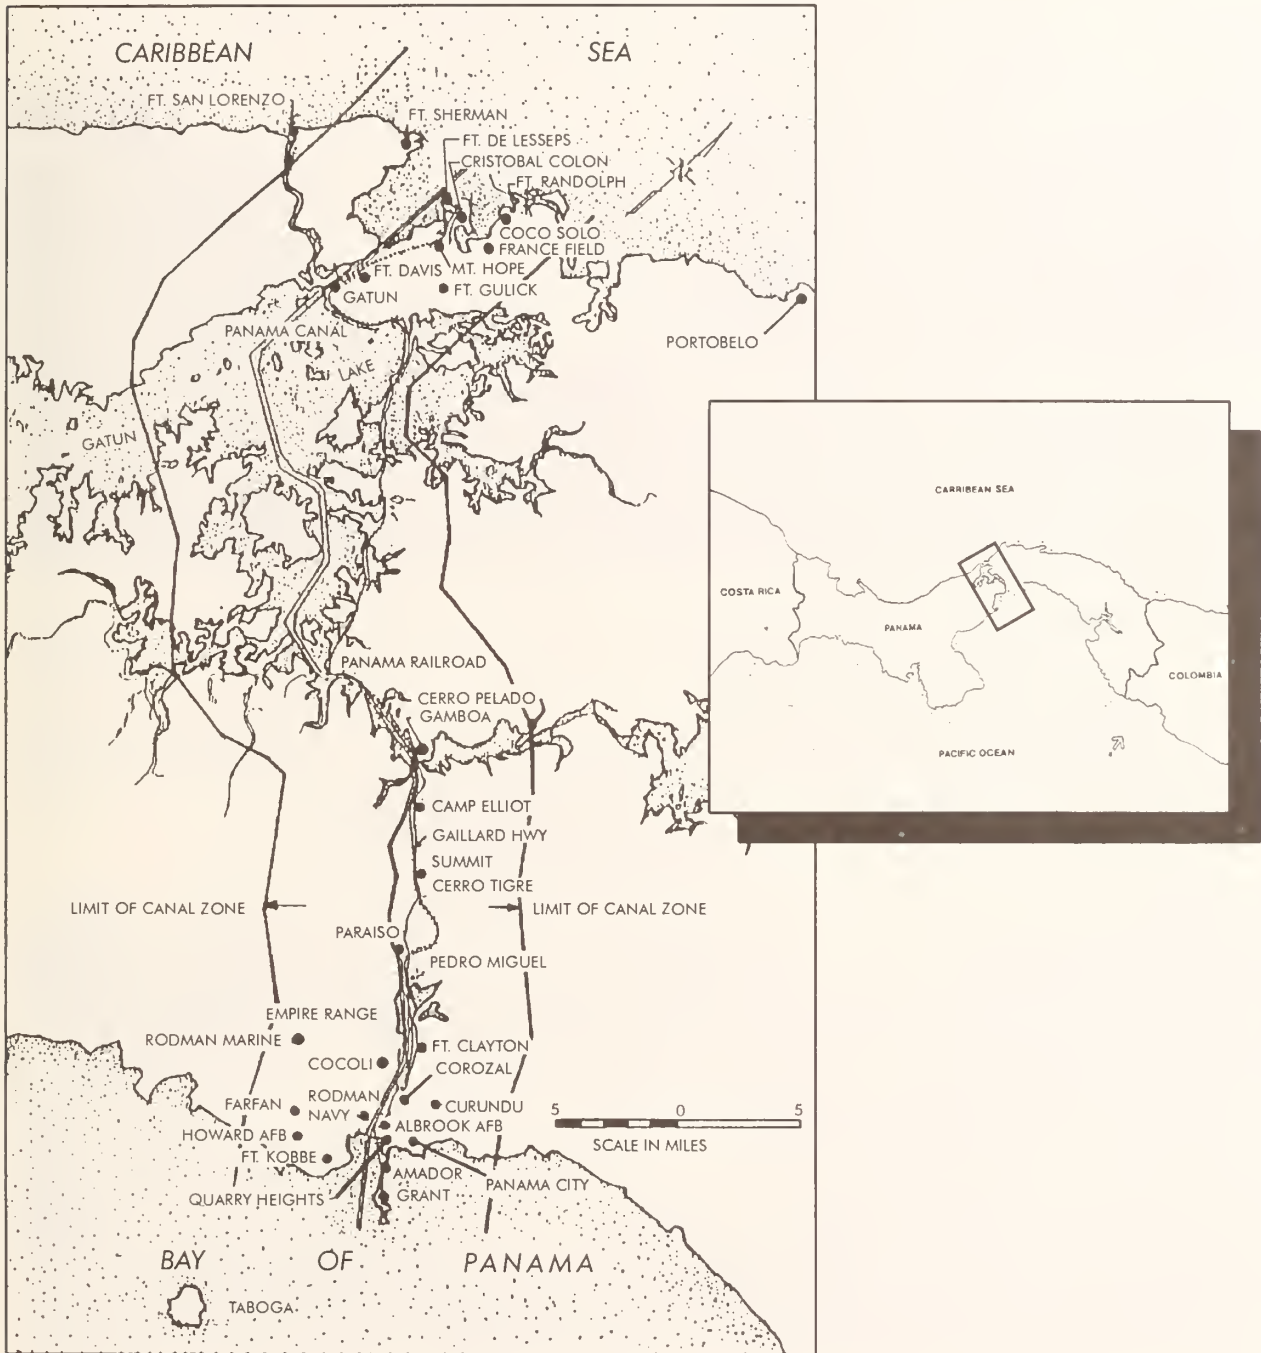 CARIBBEAN SEA
FT. SAN LORENZO
FT. SHERMAN
FT. DE LESSEPS
CRISTOBAL COLON
FT. RANDOLPH
COCO SOLO
FRANCE FIELD
FT. DAVIS
MT. HOPE
GATUN
FT. GULICK
PANAMA CANAL
PORTOBELO
GATUN LAKE
PANAMA RAILROAD
CERRO PELADO
GAMBOA
CAMP ELLIOT
GAILLARD HWY
SUMMIT
CERRO TIGRE
LIMIT OF CANAL ZONE
LIMIT OF CANAL ZONE
PARAISO
PEDRO MIGUEL
EMPIRE RANGE
RODMAN MARINE
FT. CLAYTON
COCOLI
COROZAL
FARFAN
RODMAN
NAVY
CURUNDU
5 0 5
SCALE IN MILES
HOWARD AFB
ALBROOK AFB
FT. KOBBE
QUARRY HEIGHTS
AMADOR
GRANT
PANAMA CITY
BAY OF PANAMA
TABOGA
CARRIBEAN SEA
COSTA RICA
PANAMA
COLOMBIA
PACIFIC OCEAN